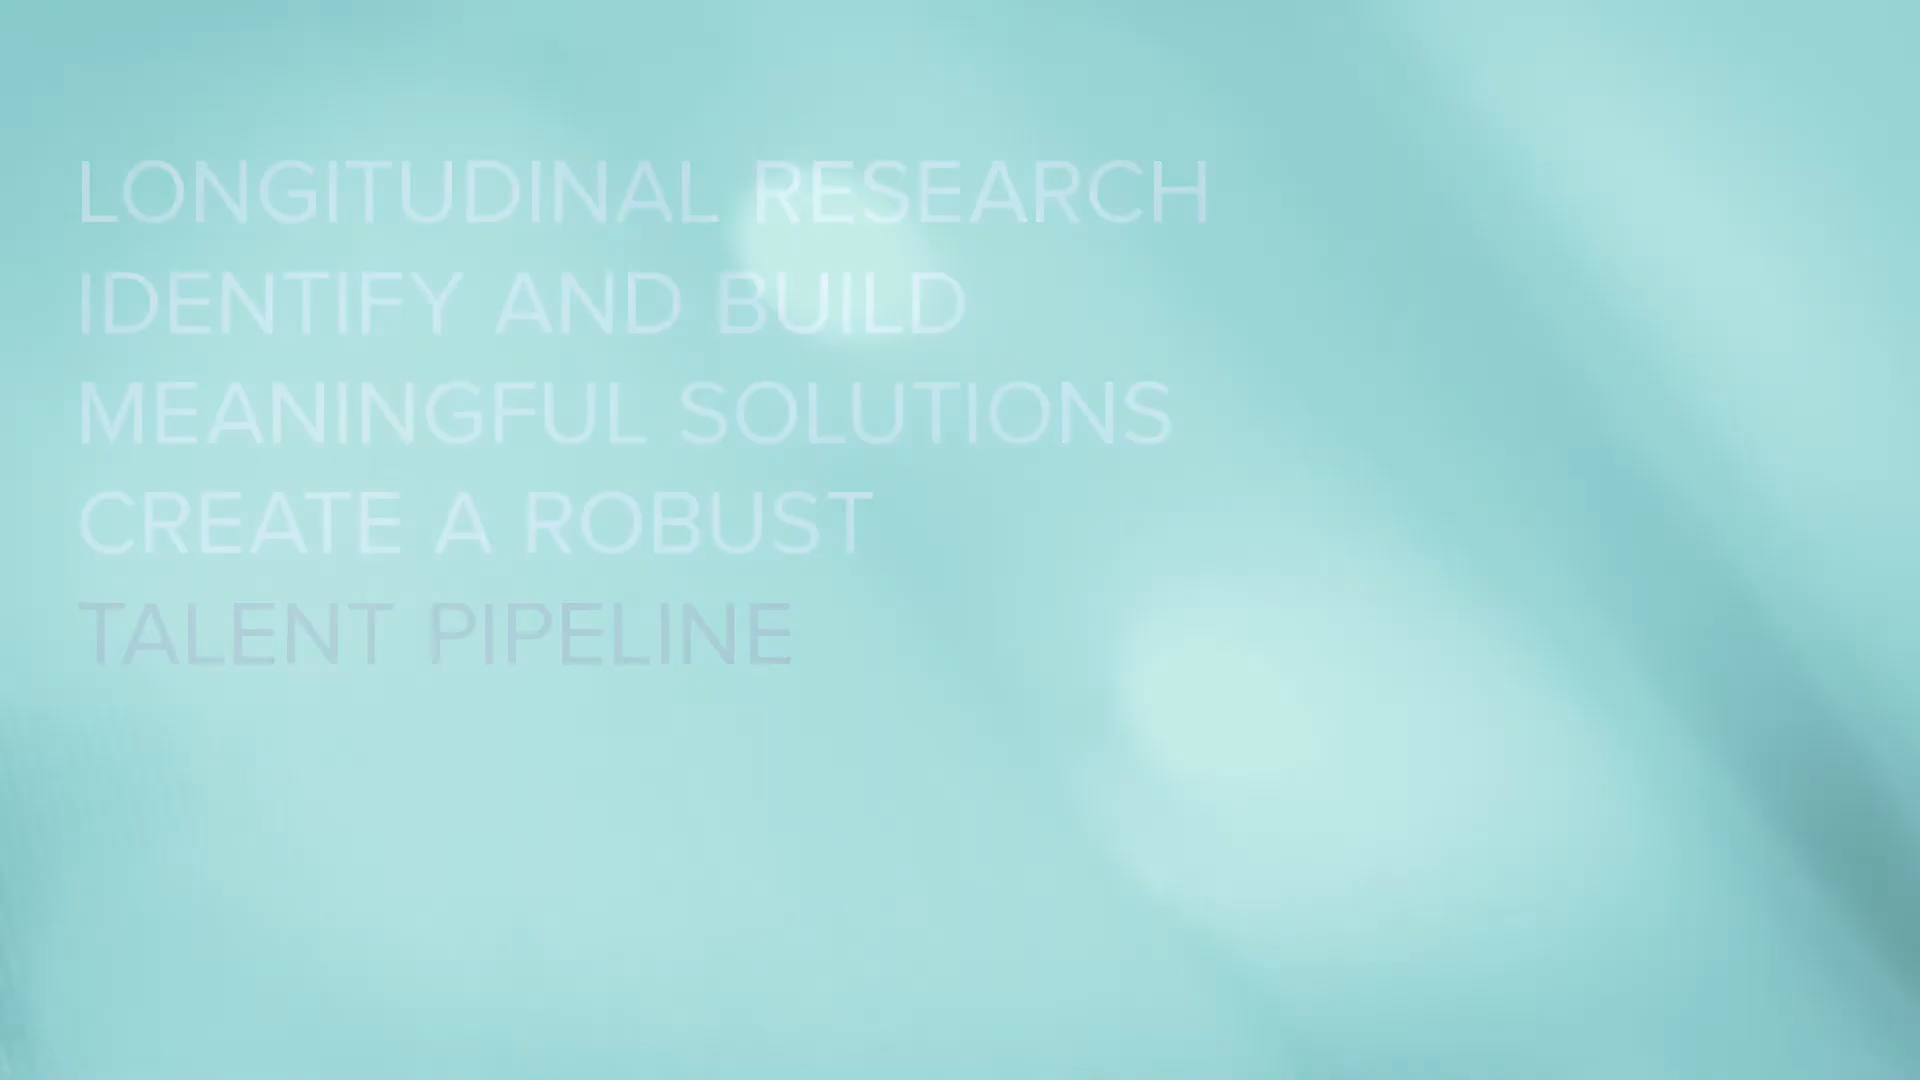 LONGITUDINAL RESEARCH
IDENTIFY AND BUILD
MEANINGFUL SOLUTIONS
CREATE A ROBUST
TALENT PIPELINE